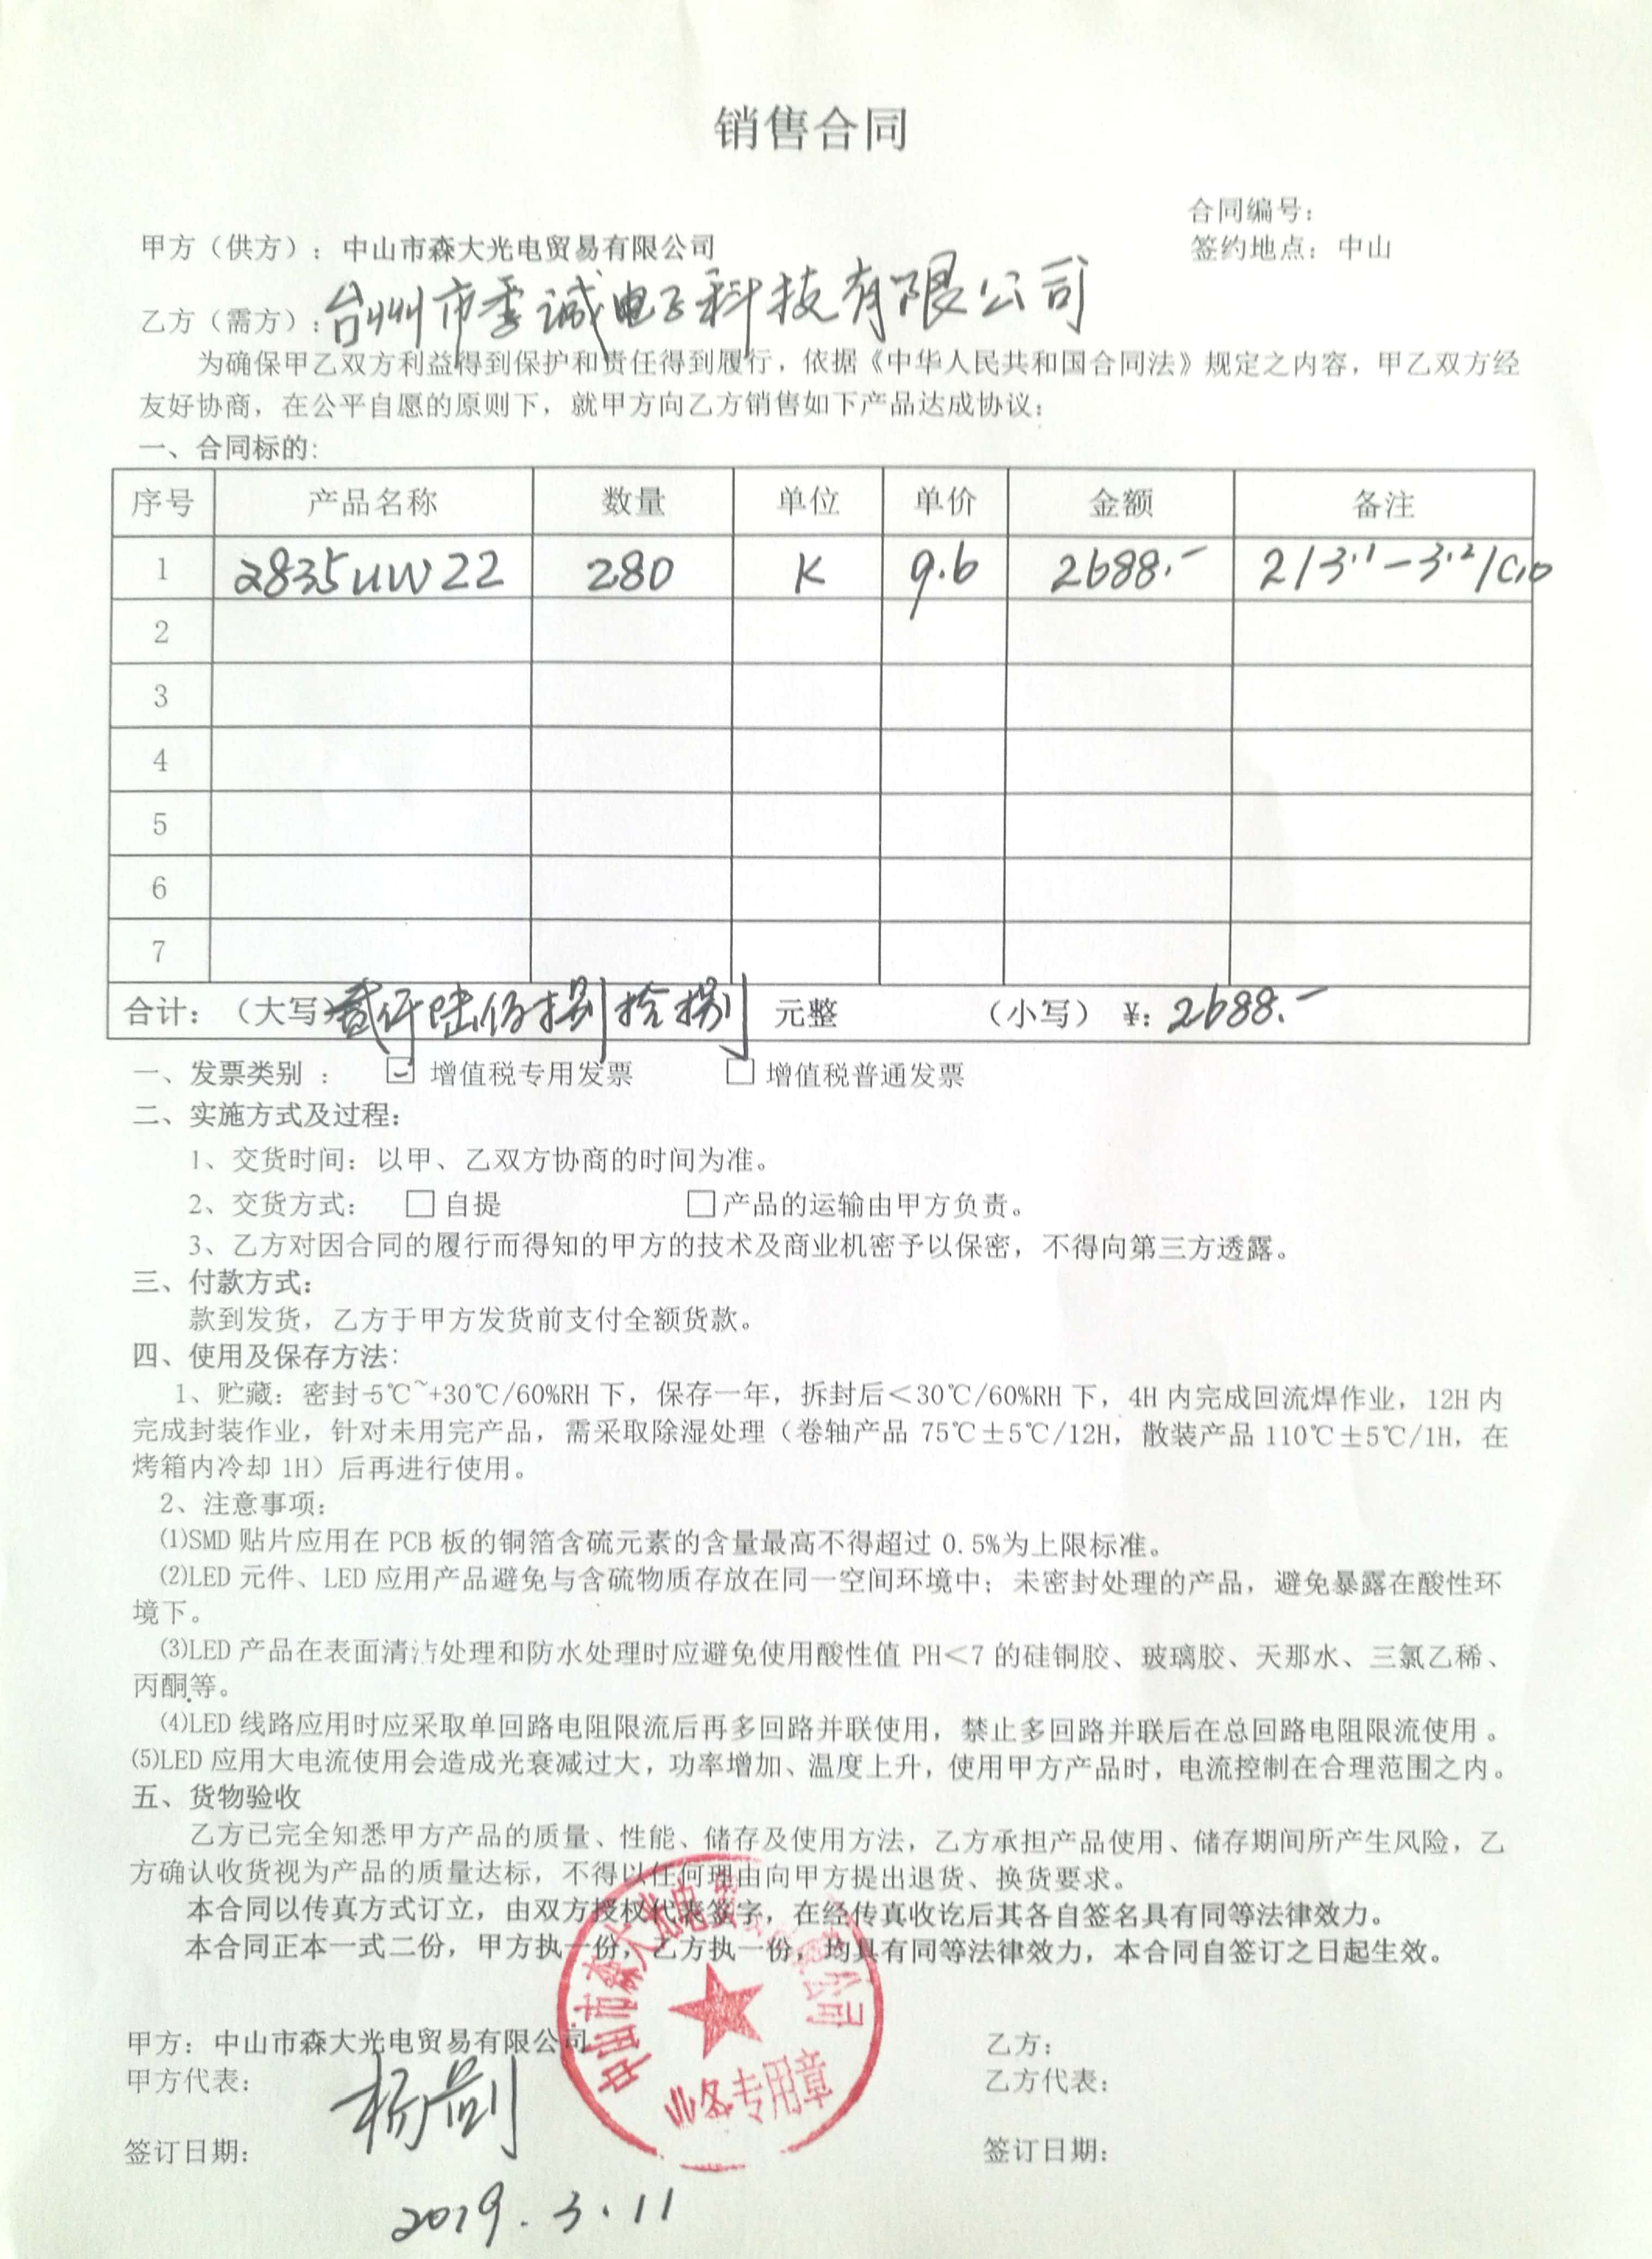 销售合同
合同编号：
甲方（供方）：中山市森大光电贸易有限公司
签约地点：中山
乙方（需方）：台州市季诚电子科技有限公司
为确保甲乙双方利益得到保护和责任得到履行，依据《中华人民共和国合同法》规定之内容，甲乙双方经
友好协商，在公平自愿的原则下，就甲方向乙方销售如下产品达成协议：
一、合同标的：
序号 产品名称 数量 单位 单价 金额 备注
1 2835UW22 280 K 9.6 2688.- 2/3.1-3.2/C10
2
3
4
5
6
7
合计：（大写）贰仟陆佰捌拾捌 元整 （小写）¥：2688.-
一、发票类别 ： ☑ 增值税专用发票 □ 增值税普通发票
二、实施方式及过程：
1、交货时间：以甲、乙双方协商的时间为准。
2、交货方式： □ 自提 □ 产品的运输由甲方负责。
3、乙方对因合同的履行而得知的甲方的技术及商业机密予以保密，不得向第三方透露。
三、付款方式：
款到发货，乙方于甲方发货前支付全额货款。
四、使用及保存方法：
1、贮藏：密封-5℃~+30℃/60%RH 下，保存一年，拆封后＜30℃/60%RH 下，4H 内完成回流焊作业，12H 内
完成封装作业，针对未用完产品，需采取除湿处理（卷轴产品 75℃±5℃/12H，散装产品 110℃±5℃/1H，在
烤箱内冷却 1H）后再进行使用。
2、注意事项：
⑴SMD 贴片应用在 PCB 板的铜箔含硫元素的含量最高不得超过 0.5%为上限标准。
⑵LED 元件、LED 应用产品避免与含硫物质存放在同一空间环境中；未密封处理的产品，避免暴露在酸性环
境下。
⑶LED 产品在表面清洁处理和防水处理时应避免使用酸性值 PH＜7 的硅铜胶、玻璃胶、天那水、三氯乙稀、
丙酮等。
⑷LED 线路应用时应采取单回路电阻限流后再多回路并联使用，禁止多回路并联后在总回路电阻限流使用。
⑸LED 应用大电流使用会造成光衰减过大，功率增加、温度上升，使用甲方产品时，电流控制在合理范围之内。
五、货物验收
乙方已完全知悉甲方产品的质量、性能、储存及使用方法，乙方承担产品使用、储存期间所产生风险，乙
方确认收货视为产品的质量达标，不得以任何理由向甲方提出退货、换货要求。
本合同以传真方式订立，由双方授权代表签字，在经传真收讫后其各自签名具有同等法律效力。
本合同正本一式二份，甲方执一份，乙方执一份，均具有同等法律效力，本合同自签订之日起生效。
中山市森大光电贸易有限公司
业务专用章
甲方：中山市森大光电贸易有限公司
乙方：
甲方代表：杨剑
乙方代表：
签订日期：
签订日期：
2019.3.11